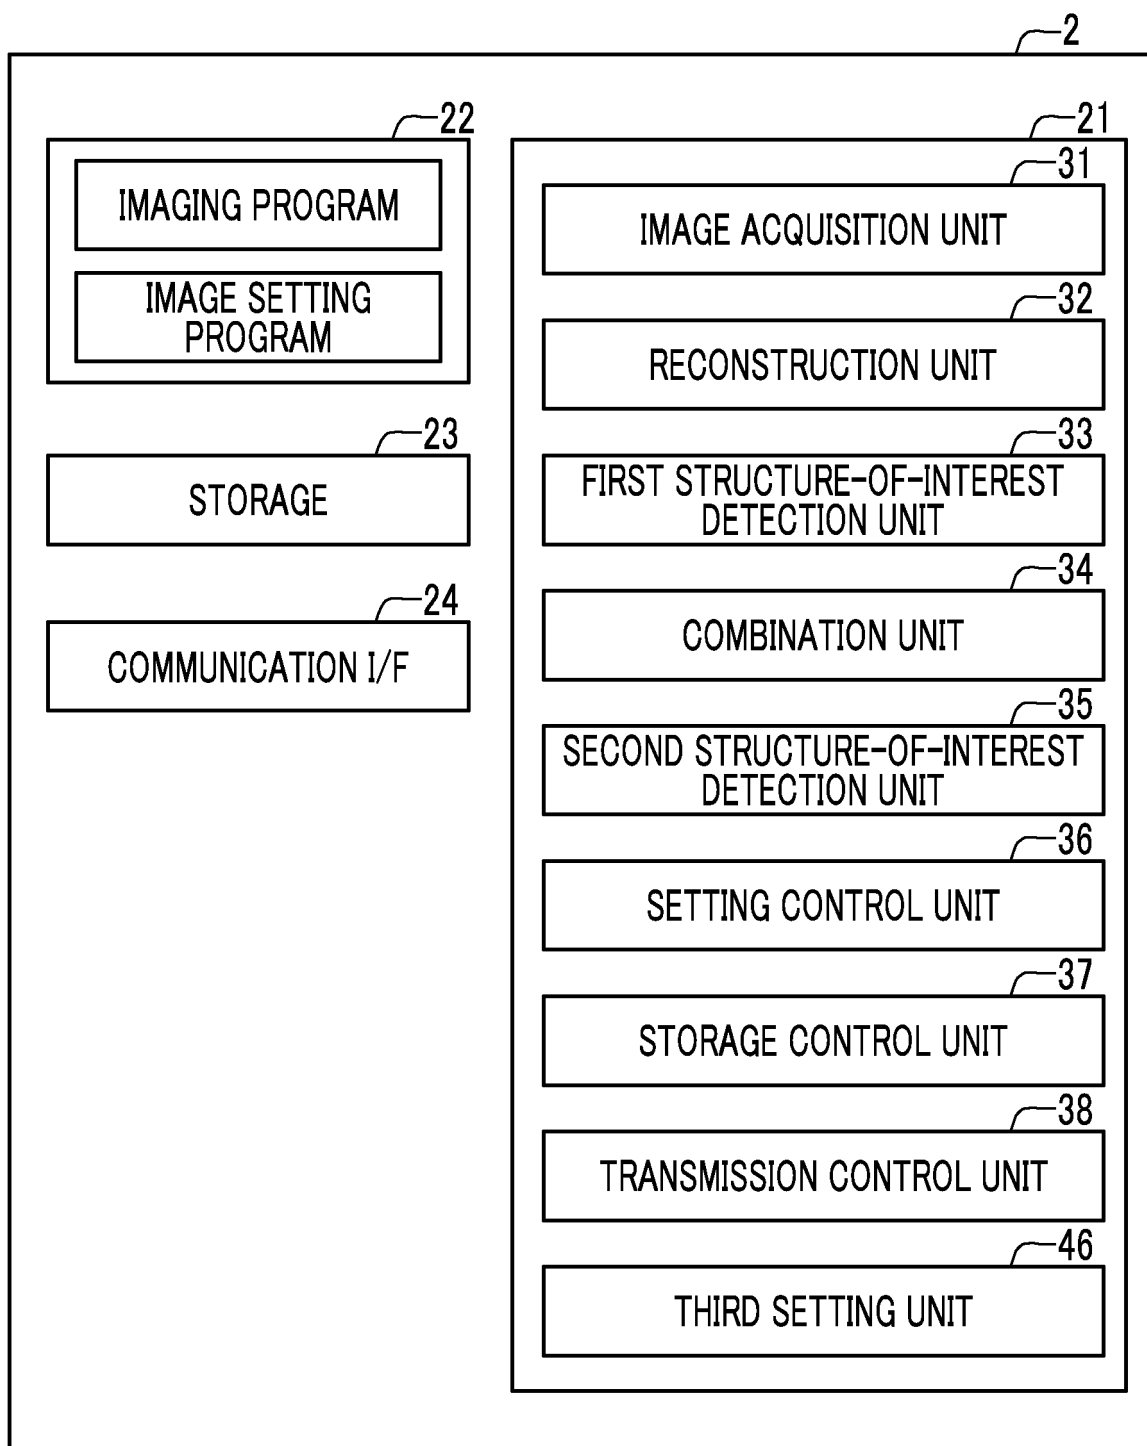 2
22
IMAGING PROGRAM
IMAGE SETTING
PROGRAM
23
STORAGE
24
COMMUNICATION I/F
21
31
IMAGE ACQUISITION UNIT
32
RECONSTRUCTION UNIT
33
FIRST STRUCTURE-OF-INTEREST
DETECTION UNIT
34
COMBINATION UNIT
35
SECOND STRUCTURE-OF-INTEREST
DETECTION UNIT
36
SETTING CONTROL UNIT
37
STORAGE CONTROL UNIT
38
TRANSMISSION CONTROL UNIT
46
THIRD SETTING UNIT